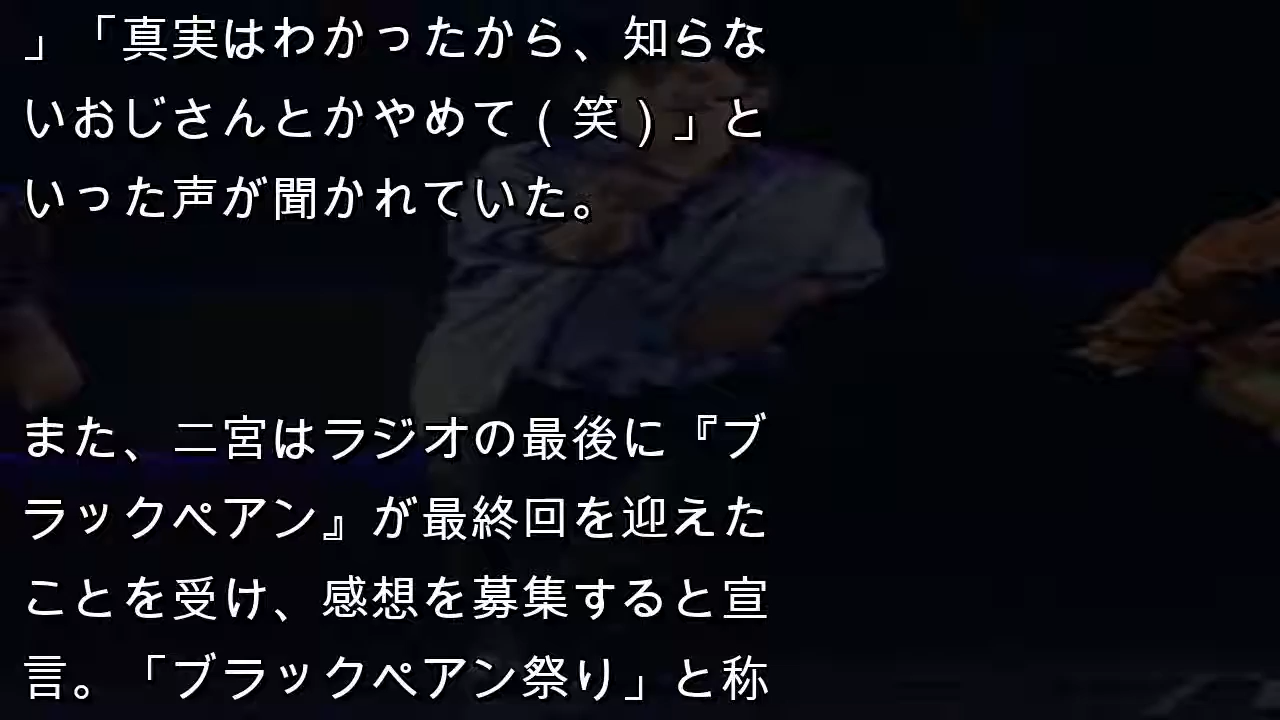 」「真実はわかったから、知らな
いおじさんとかやめて（笑）」と
いった声が聞かれていた。
また、二宮はラジオの最後に『ブ
ラックペアン』が最終回を迎えた
ことを受け、感想を募集すると宣
言。「ブラックペアン祭り」と称